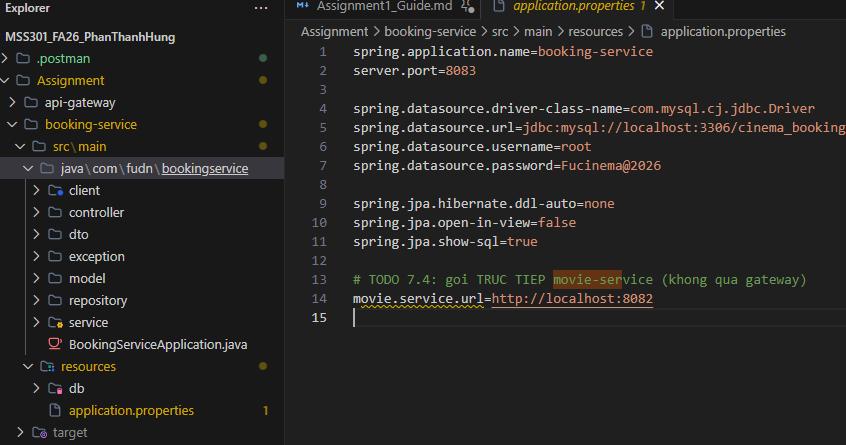 Explorer
MSS301_FA26_PhanThanhHung
.postman
Assignment
api-gateway
booking-service
src\main
java\com\fudn\bookingservice
client
controller
dto
exception
model
repository
service
BookingServiceApplication.java
resources
db
application.properties 1
target
Assignment1_Guide.md
application.properties 1
Assignment > booking-service > src > main > resources > application.properties
1 spring.application.name=booking-service
2 server.port=8083
3
4 spring.datasource.driver-class-name=com.mysql.cj.jdbc.Driver
5 spring.datasource.url=jdbc:mysql://localhost:3306/cinema_booking
6 spring.datasource.username=root
7 spring.datasource.password=Fucinema@2026
8
9 spring.jpa.hibernate.ddl-auto=none
10 spring.jpa.open-in-view=false
11 spring.jpa.show-sql=true
12
13 # TODO 7.4: goi TRUC TIEP movie-service (khong qua gateway)
14 movie.service.url=http://localhost:8082
15